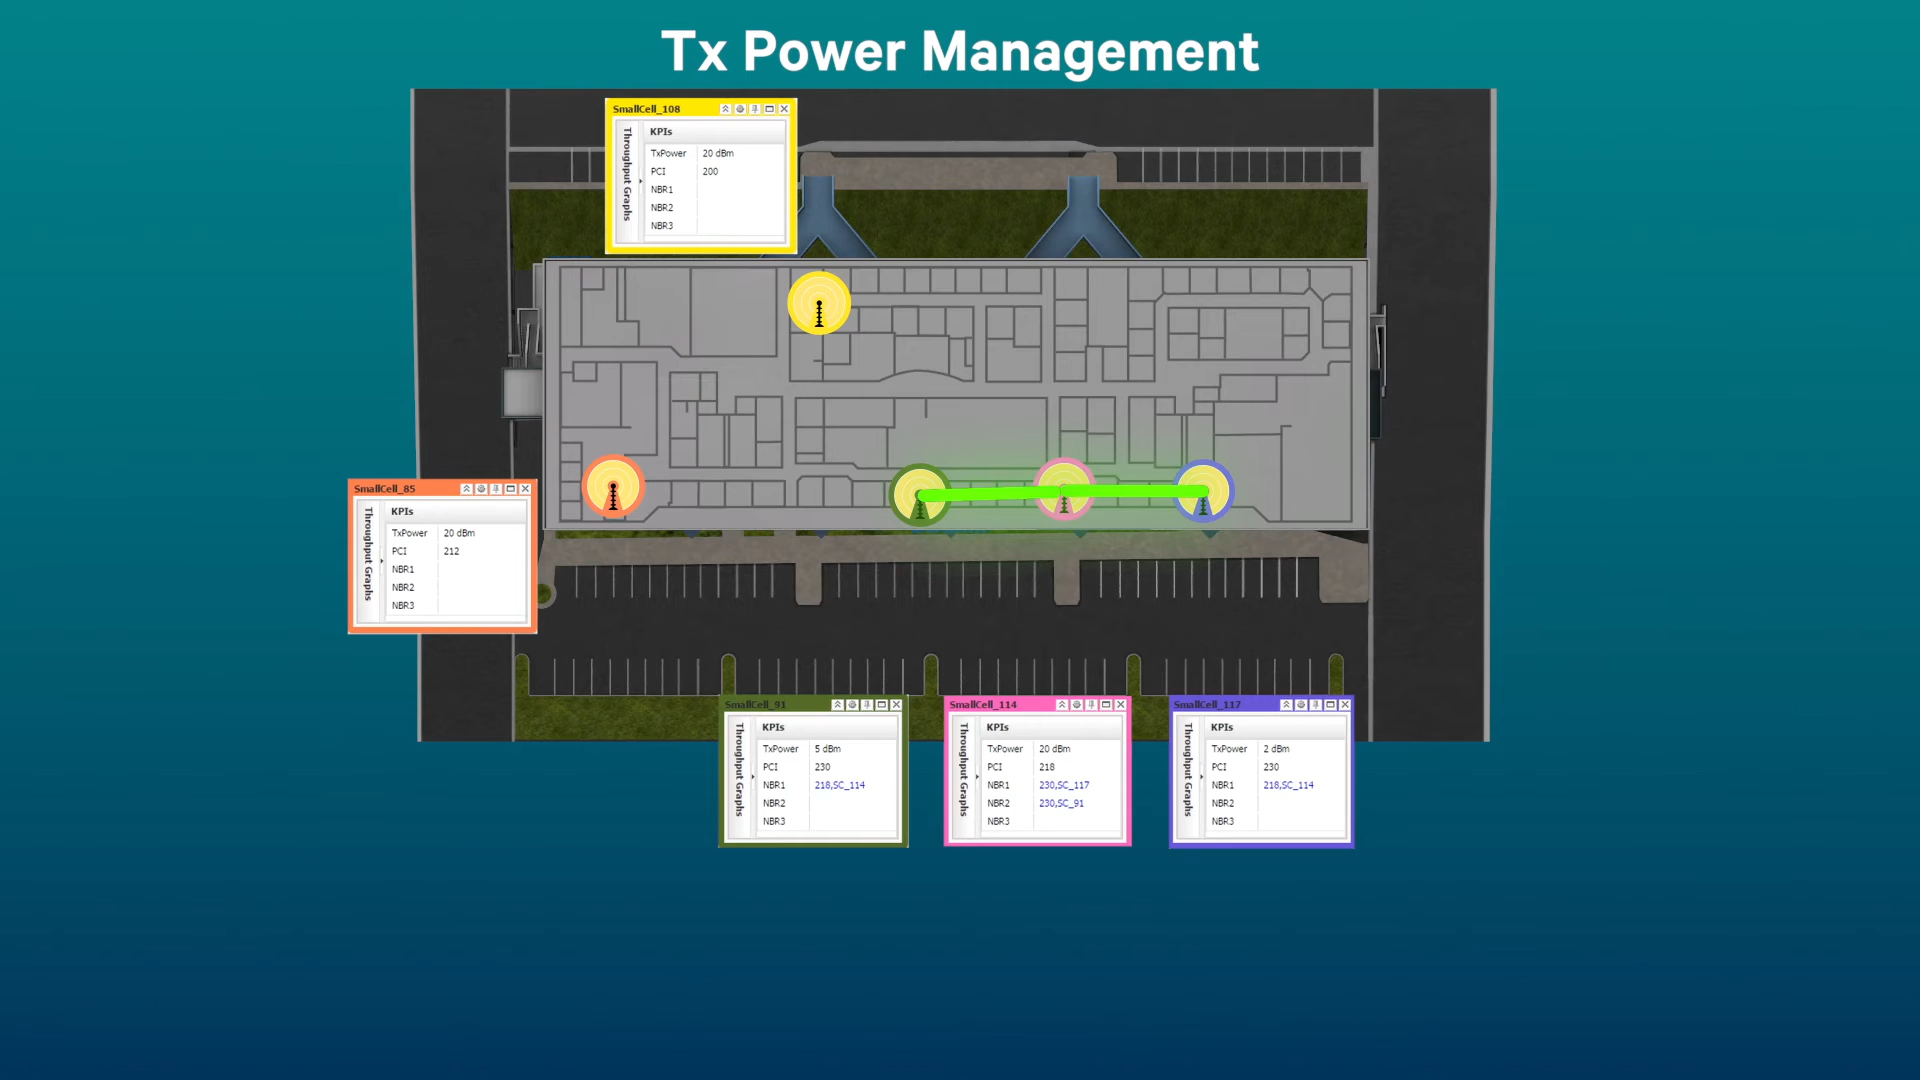 Tx Power Management
SmallCell_108
Throughput Graphs
KPIs
TxPower 20 dBm
PCI 200
NBR1
NBR2
NBR3
SmallCell_85
Throughput Graphs
KPIs
TxPower 20 dBm
PCI 212
NBR1
NBR2
NBR3
SmallCell_91
Throughput Graphs
KPIs
TxPower 5 dBm
PCI 230
NBR1 218,SC_114
NBR2
NBR3
SmallCell_114
Throughput Graphs
KPIs
TxPower 20 dBm
PCI 218
NBR1 230,SC_117
NBR2 230,SC_91
NBR3
SmallCell_117
Throughput Graphs
KPIs
TxPower 2 dBm
PCI 230
NBR1 218,SC_114
NBR2
NBR3